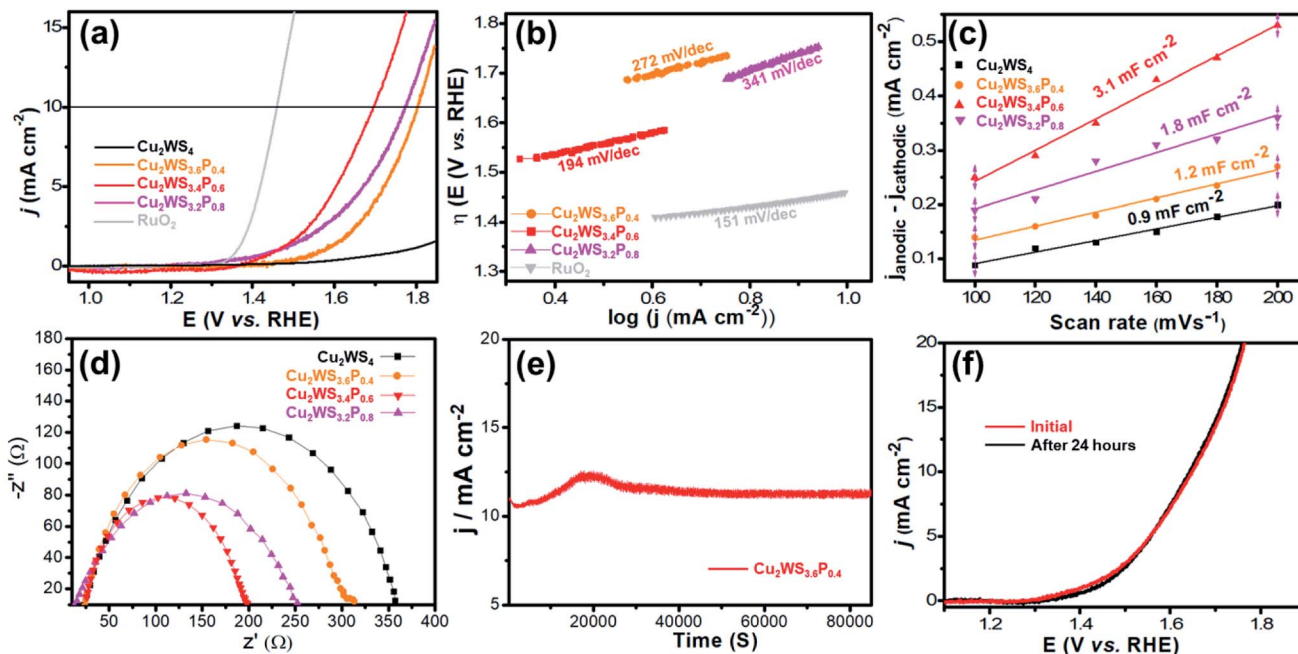 (a)
15
10
5
0
j (mA cm⁻²)
Cu₂WS₄
Cu₂WS₃.₆P₀.₄
Cu₂WS₃.₄P₀.₆
Cu₂WS₃.₂P₀.₈
RuO₂
1.0 1.2 1.4 1.6 1.8
E (V vs. RHE)
(b)
1.8
1.7
1.6
1.5
1.4
1.3
η (E (V vs. RHE)
272 mV/dec
341 mV/dec
194 mV/dec
151 mV/dec
Cu₂WS₃.₆P₀.₄
Cu₂WS₃.₄P₀.₆
Cu₂WS₃.₂P₀.₈
RuO₂
0.4 0.6 0.8 1.0
log (j (mA cm⁻²))
(c)
0.5
0.4
0.3
0.2
0.1
janodic - jcathodic (mA cm⁻²)
Cu₂WS₄
Cu₂WS₃.₆P₀.₄
Cu₂WS₃.₄P₀.₆
Cu₂WS₃.₂P₀.₈
3.1 mF cm⁻²
1.8 mF cm⁻²
1.2 mF cm⁻²
0.9 mF cm⁻²
100 120 140 160 180 200
Scan rate (mVs⁻¹)
(d)
180
160
140
120
100
80
60
40
20
-z'' (Ω)
Cu₂WS₄
Cu₂WS₃.₆P₀.₄
Cu₂WS₃.₄P₀.₆
Cu₂WS₃.₂P₀.₈
50 100 150 200 250 300 350 400
z' (Ω)
(e)
20
15
10
5
j / mA cm⁻²
Cu₂WS₃.₆P₀.₄
20000 40000 60000 80000
Time (S)
(f)
20
15
10
5
0
j (mA cm⁻²)
Initial
After 24 hours
1.2 1.4 1.6 1.8
E (V vs. RHE)